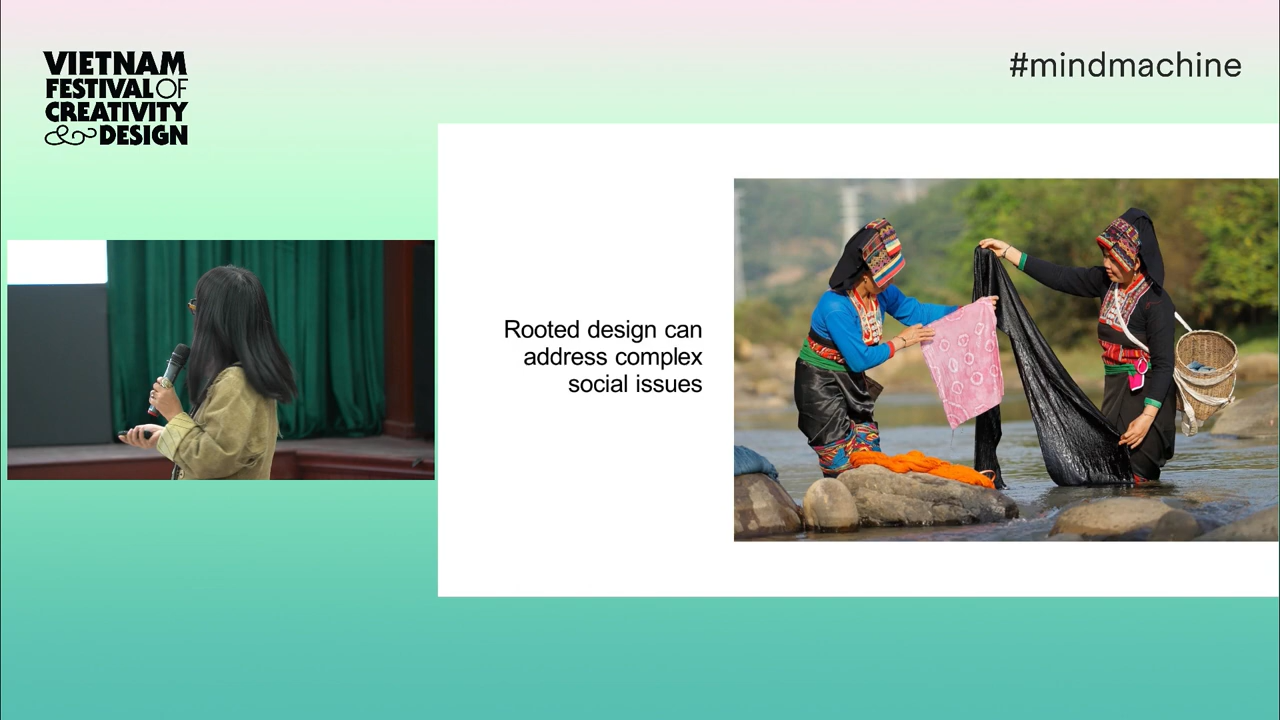 VIETNAM
FESTIVAL OF
CREATIVITY
& DESIGN
#mindmachine
Rooted design can
address complex
social issues